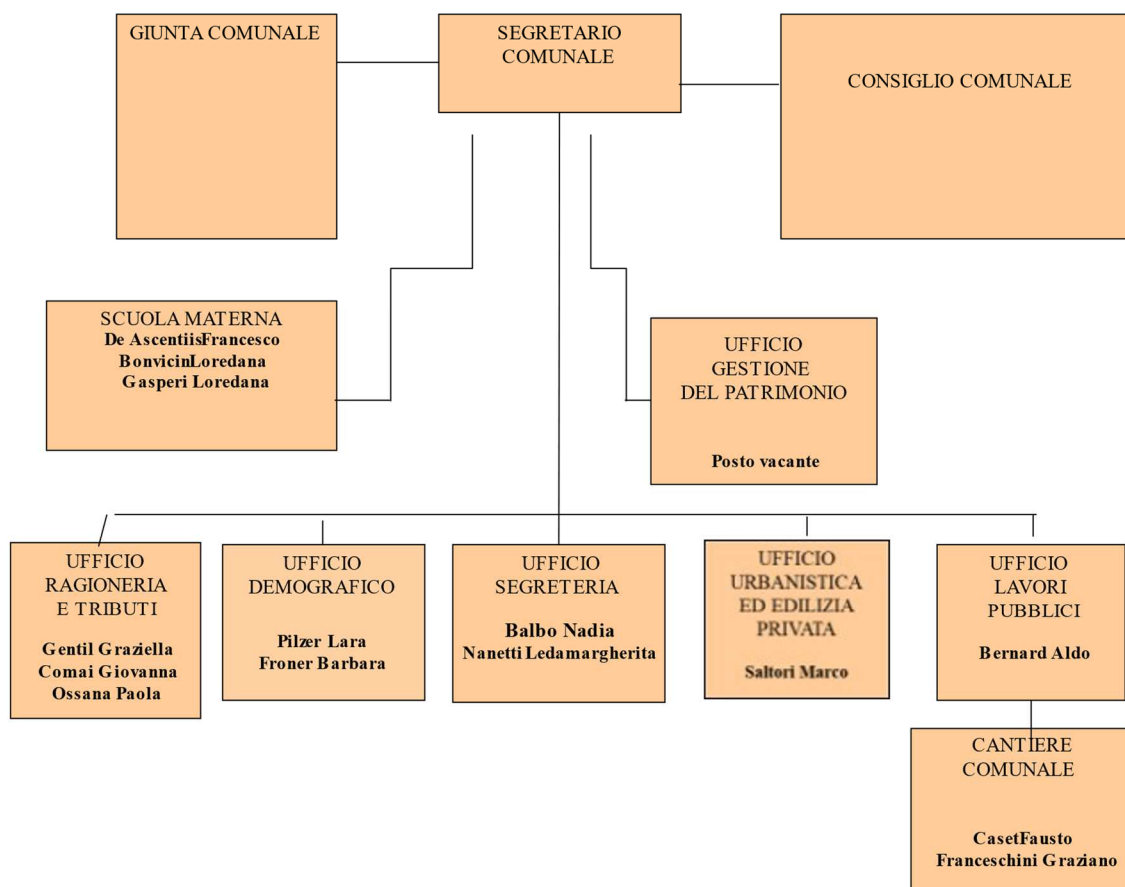 GIUNTA COMUNALE
SEGRETARIO
COMUNALE
CONSIGLIO COMUNALE
SCUOLA MATERNA
De AscentiisFrancesco
BonvicinLoredana
Gasperi Loredana
UFFICIO
GESTIONE
DEL PATRIMONIO
Posto vacante
UFFICIO
RAGIONERIA
E TRIBUTI
Gentil Graziella
Comai Giovanna
Ossana Paola
UFFICIO
DEMOGRAFICO
Pilzer Lara
Froner Barbara
UFFICIO
SEGRETERIA
Balbo Nadia
Nanetti Ledamargherita
UFFICIO
URBANISTICA
ED EDILIZIA
PRIVATA
Saltori Marco
UFFICIO
LAVORI
PUBBLICI
Bernard Aldo
CANTIERE
COMUNALE
CasetFausto
Franceschini Graziano